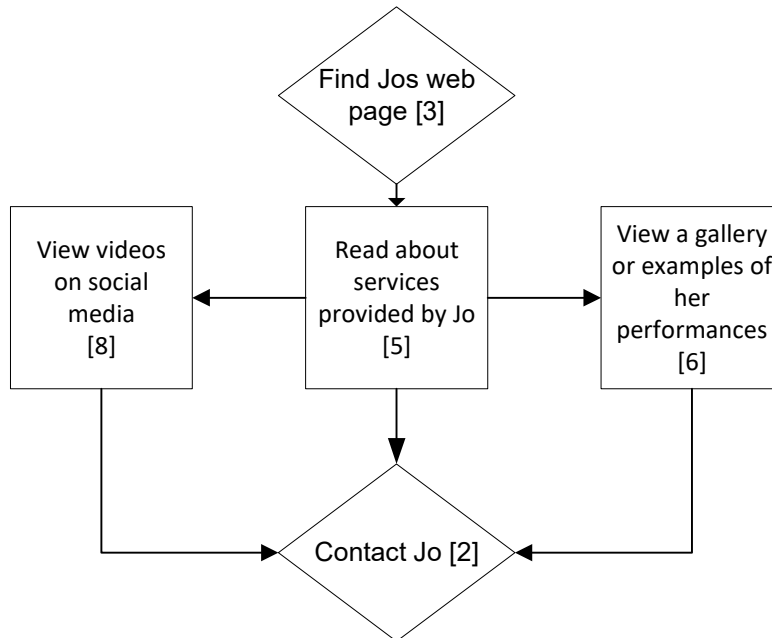 Find Jos web
page [3]
View videos
on social
media
[8]
Read about
services
provided by Jo
[5]
View a gallery
or examples of
her
performances
[6]
Contact Jo [2]